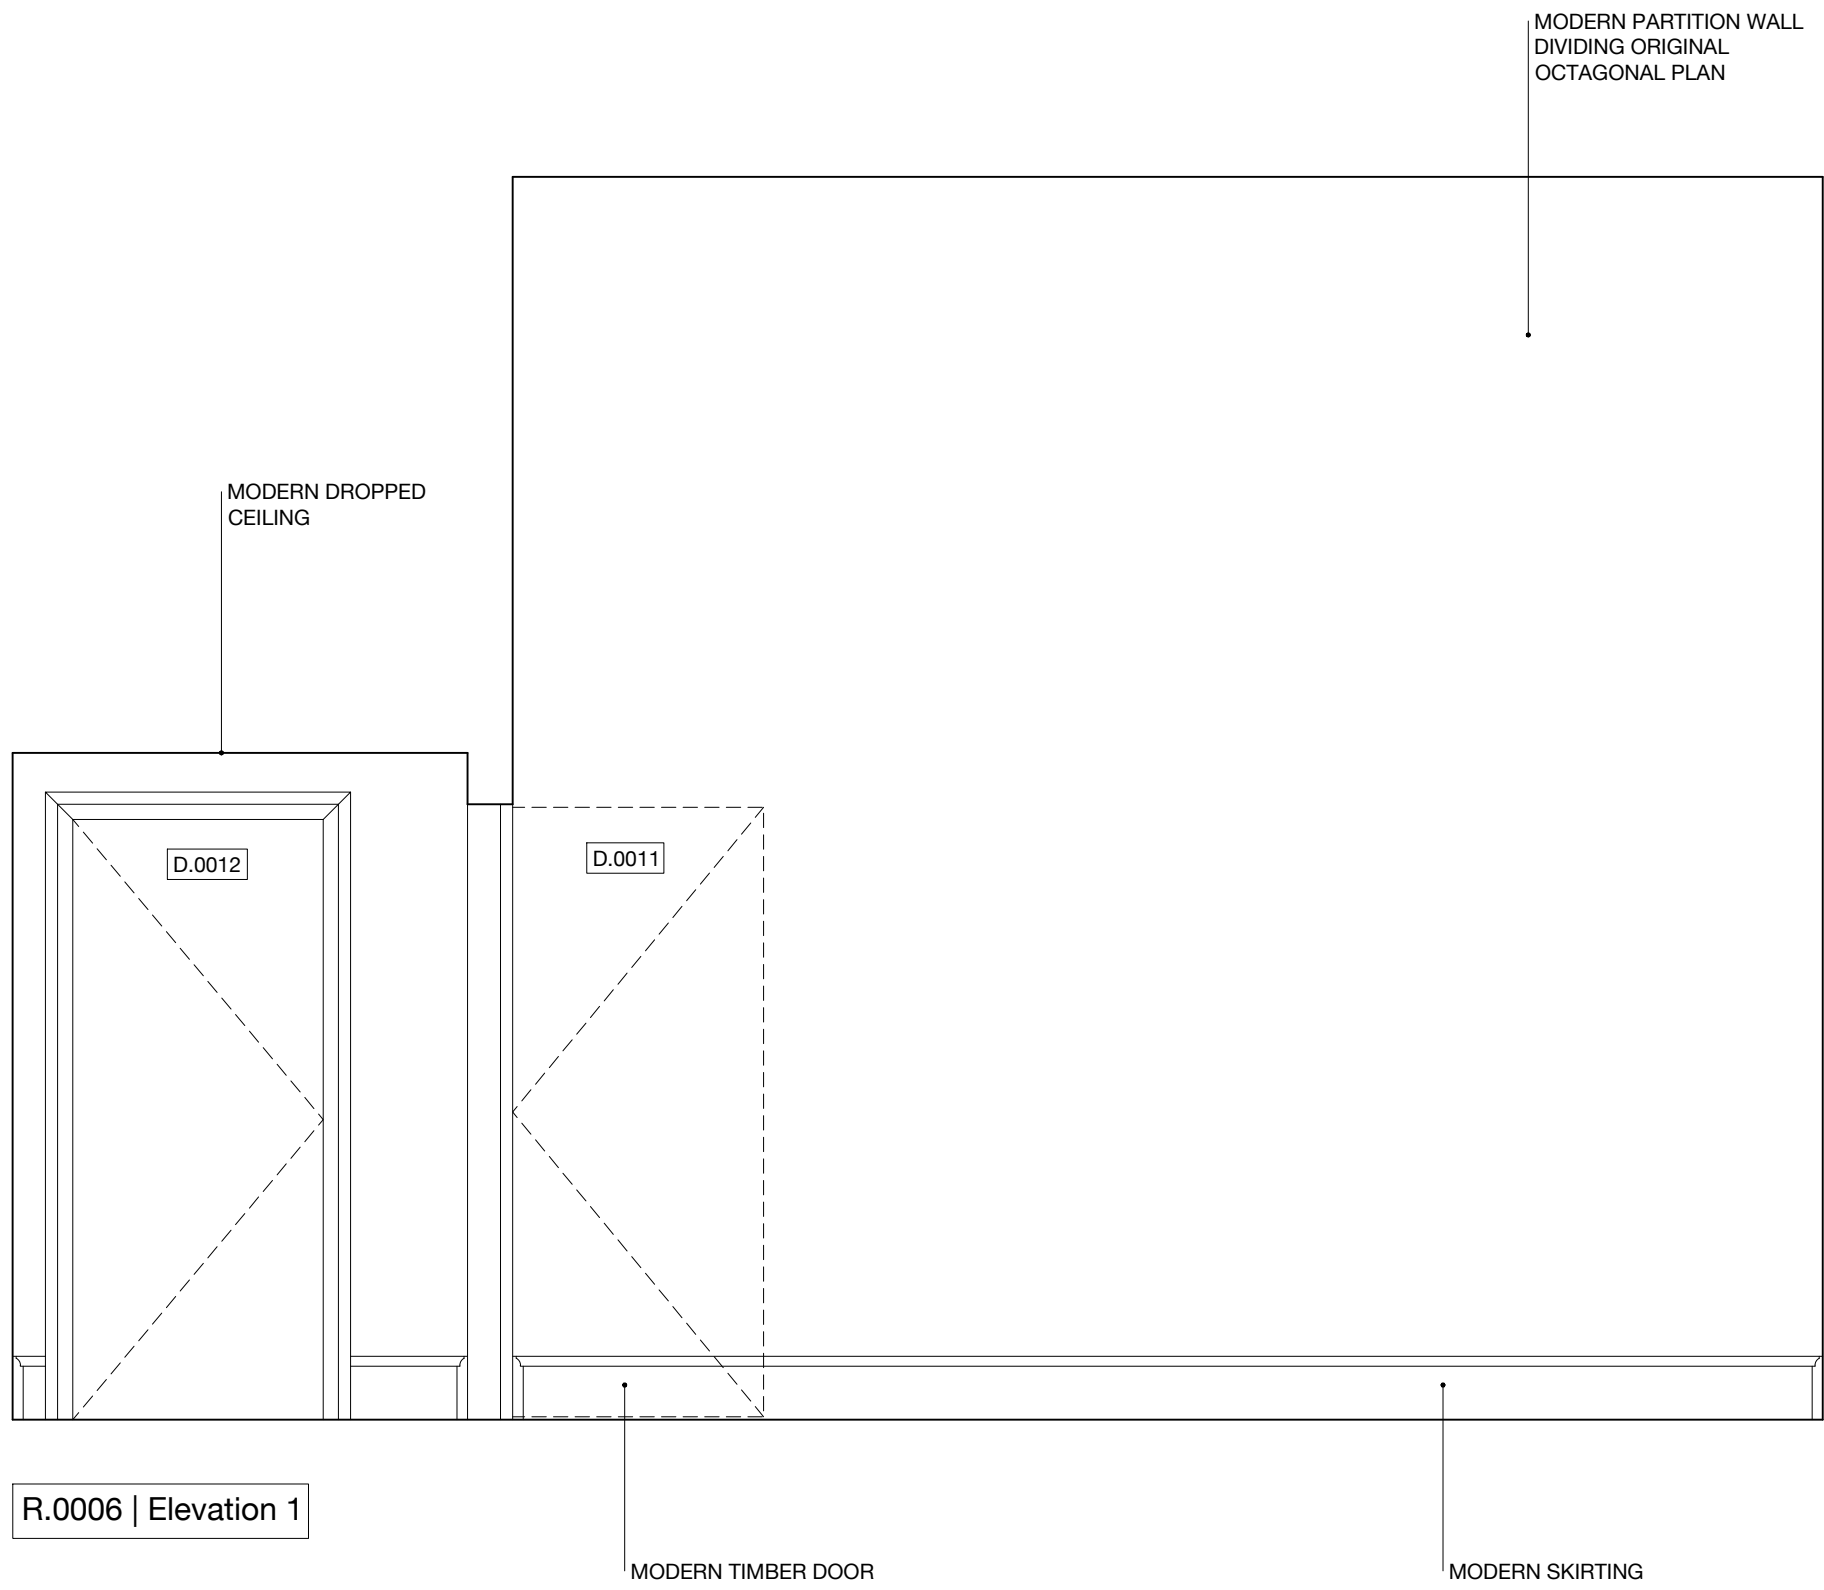 MODERN PARTITION WALL
DIVIDING ORIGINAL
OCTAGONAL PLAN
MODERN DROPPED
CEILING
D.0012
D.0011
R.0006 | Elevation 1
MODERN TIMBER DOOR
MODERN SKIRTING